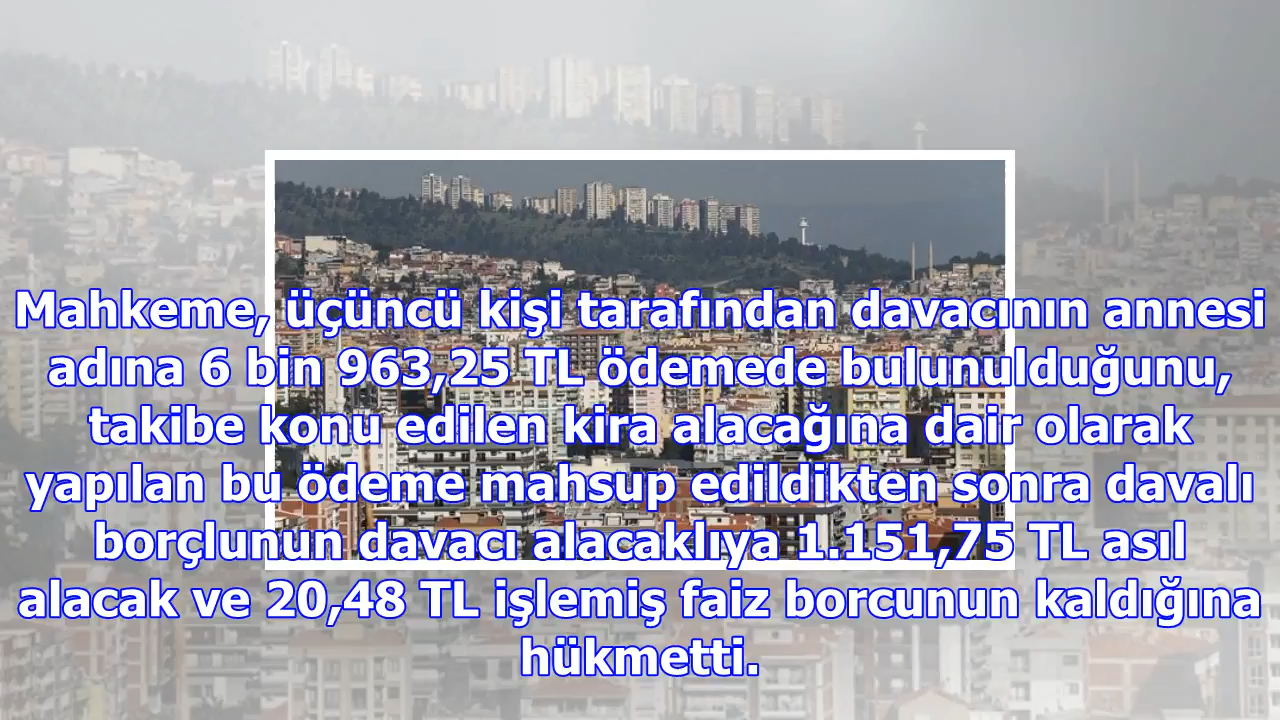 Mahkeme, üçüncü kişi tarafından davacının annesi
adına 6 bin 963,25 TL ödemede bulunulduğunu,
takibe konu edilen kira alacağına dair olarak
yapılan bu ödeme mahsup edildikten sonra davalı
borçlunun davacı alacaklıya 1.151,75 TL asıl
alacak ve 20,48 TL işlemiş faiz borcunun kaldığına
hükmetti.